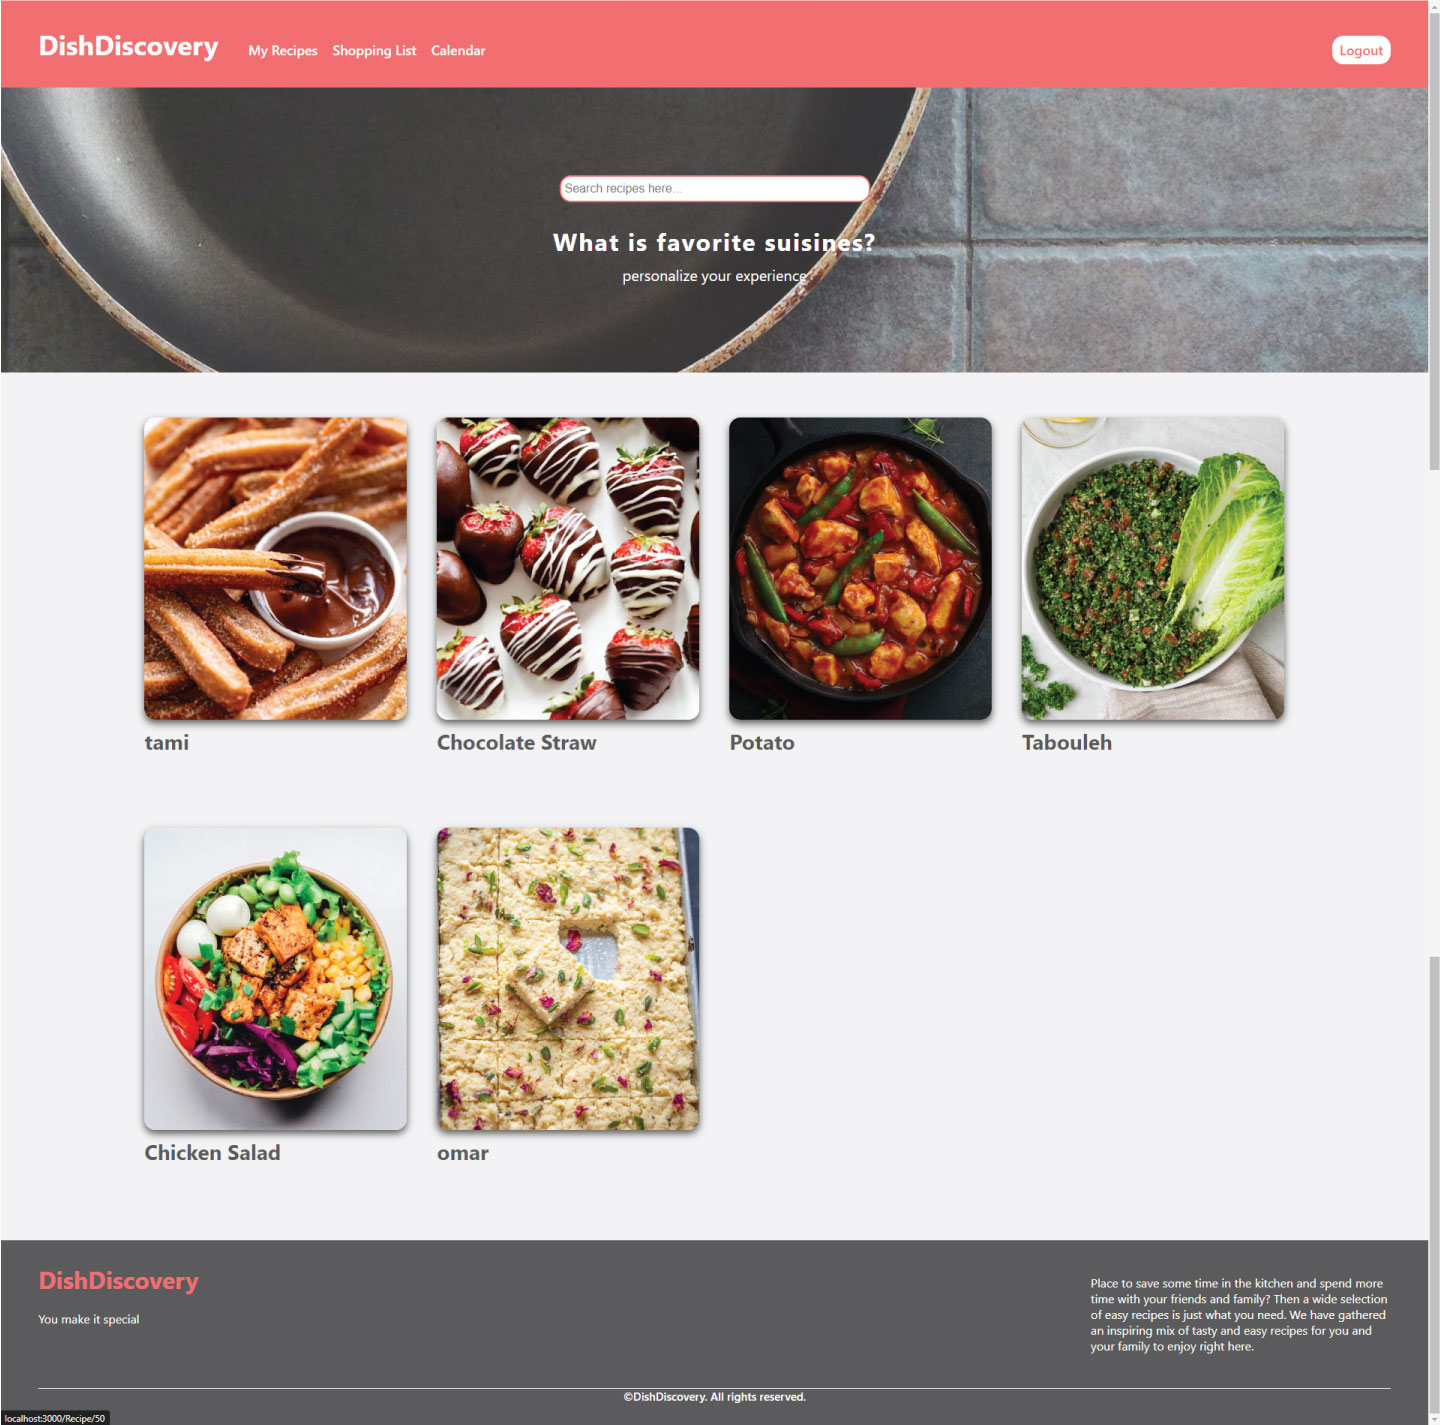 DishDiscovery
My Recipes
Shopping List
Calendar
Logout
Search recipes here...
What is favorite suisines?
personalize your experience
tami
Chocolate Straw
Potato
Tabouleh
Chicken Salad
omar
DishDiscovery
You make it special
Place to save some time in the kitchen and spend more
time with your friends and family? Then a wide selection
of easy recipes is just what you need. We have gathered
an inspiring mix of tasty and easy recipes for you and
your family to enjoy right here.
©DishDiscovery. All rights reserved.
localhost:3000/Recipe/50